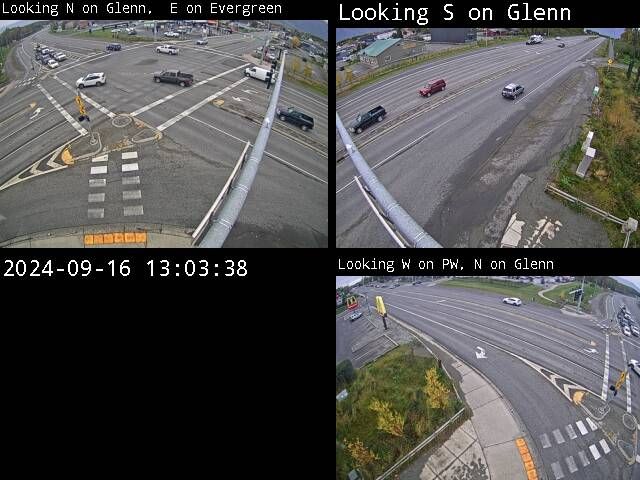 Looking N on Glenn,  E on Evergreen
Looking S on Glenn
2024-09-16 13:03:38
Looking W on PW, N on Glenn